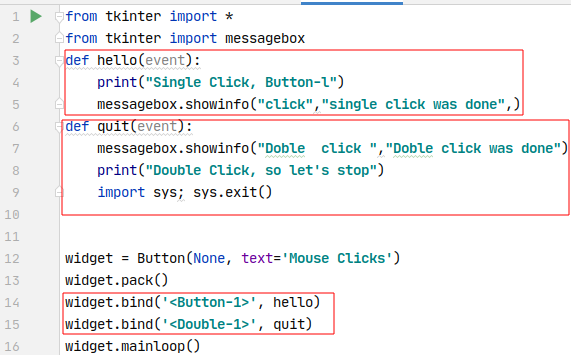 1 from tkinter import *
2 from tkinter import messagebox
3 def hello(event):
4     print("Single Click, Button-l")
5     messagebox.showinfo("click","single click was done",)
6 def quit(event):
7     messagebox.showinfo("Doble  click ","Doble click was done")
8     print("Double Click, so let's stop")
9     import sys; sys.exit()
10
11
12 widget = Button(None, text='Mouse Clicks')
13 widget.pack()
14 widget.bind('<Button-1>', hello)
15 widget.bind('<Double-1>', quit)
16 widget.mainloop()